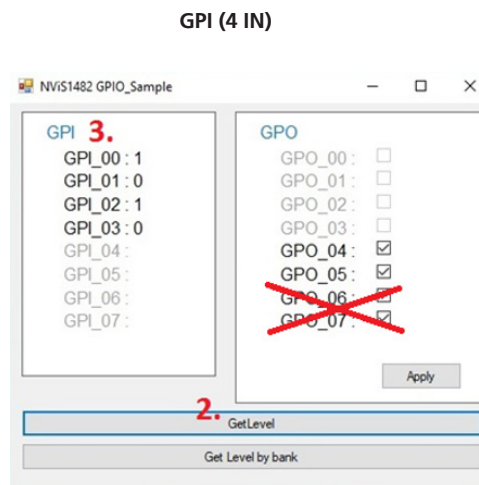 GPI (4 IN)
NViS1482 GPIO_Sample
GPI 3.
GPI_00 : 1
GPI_01 : 0
GPI_02 : 1
GPI_03 : 0
GPI_04 :
GPI_05 :
GPI_06 :
GPI_07 :
GPO
GPO_00 :
GPO_01 :
GPO_02 :
GPO_03 :
GPO_04 :
GPO_05 :
GPO_06 :
GPO_07 :
Apply
2.
GetLevel
Get Level by bank